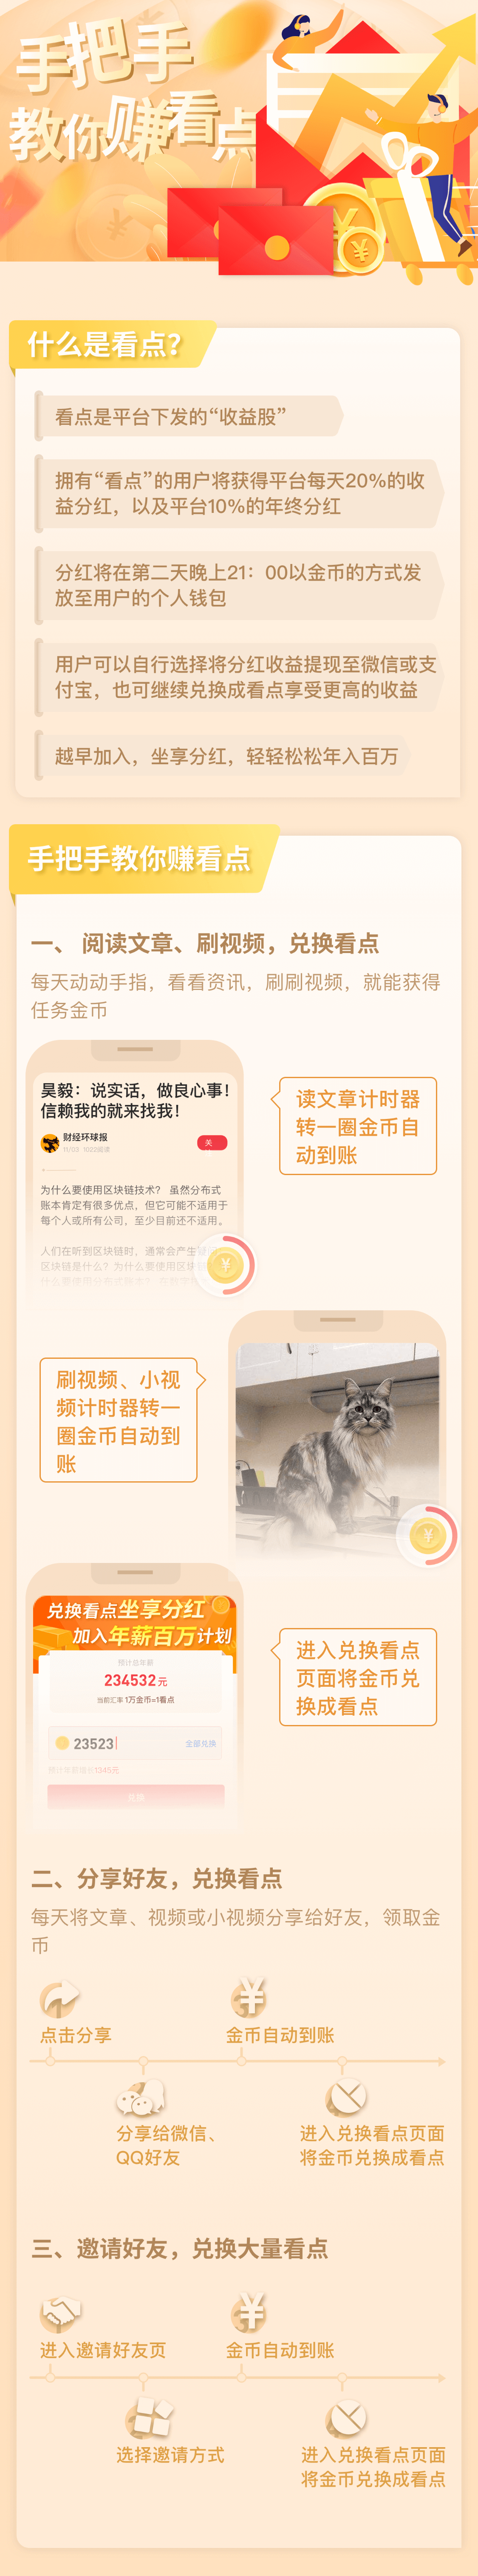 手把手
教你赚看点
什么是看点？
看点是平台下发的“收益股”
拥有“看点”的用户将获得平台每天20%的收
益分红，以及平台10%的年终分红
分红将在第二天晚上21：00以金币的方式发
放至用户的个人钱包
用户可以自行选择将分红收益提现至微信或支
付宝，也可继续兑换成看点享受更高的收益
越早加入，坐享分红，轻轻松松年入百万
手把手教你赚看点
一、 阅读文章、刷视频，兑换看点
每天动动手指，看看资讯，刷刷视频，就能获得
任务金币
昊毅：说实话，做良心事！
信赖我的就来找我！
财经环球报
关
为什么要使用区块链技术？ 虽然分布式
账本肯定有很多优点，但它可能不适用于
每个人或所有公司，至少目前还不适用。
人们在听到区块链时，通常会产生疑问
区块链是什么？为什么要使用区块链
读文章计时器
转一圈金币自
动到账
刷视频、小视
频计时器转一
圈金币自动到
账
兑换看点坐享分红
加入年薪百万计划
预计总年薪
234532元
当前汇率 1万金币=1看点
23523
全部兑换
预计年薪增长1345元
兑换
进入兑换看点
页面将金币兑
换成看点
二、分享好友，兑换看点
每天将文章、视频或小视频分享给好友，领取金
币
点击分享
金币自动到账
分享给微信、
QQ好友
进入兑换看点页面
将金币兑换成看点
三、邀请好友，兑换大量看点
进入邀请好友页
金币自动到账
选择邀请方式
进入兑换看点页面
将金币兑换成看点